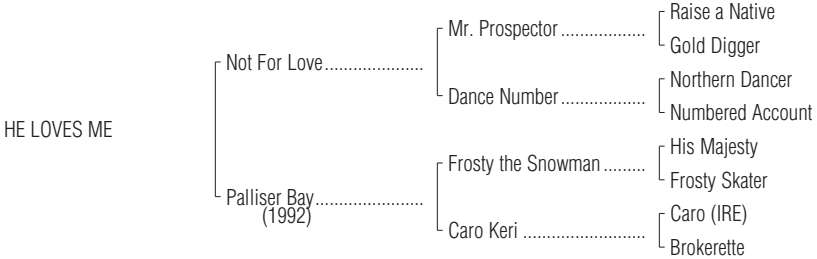 Raise a Native
Mr. Prospector ..................
Gold Digger
Not For Love.....................
Northern Dancer
Dance Number ..................
Numbered Account
HE LOVES ME
His Majesty
Frosty the Snowman .........
Frosty Skater
Palliser Bay.......................
(1992)
Caro (IRE)
Caro Keri ..........................
Brokerette